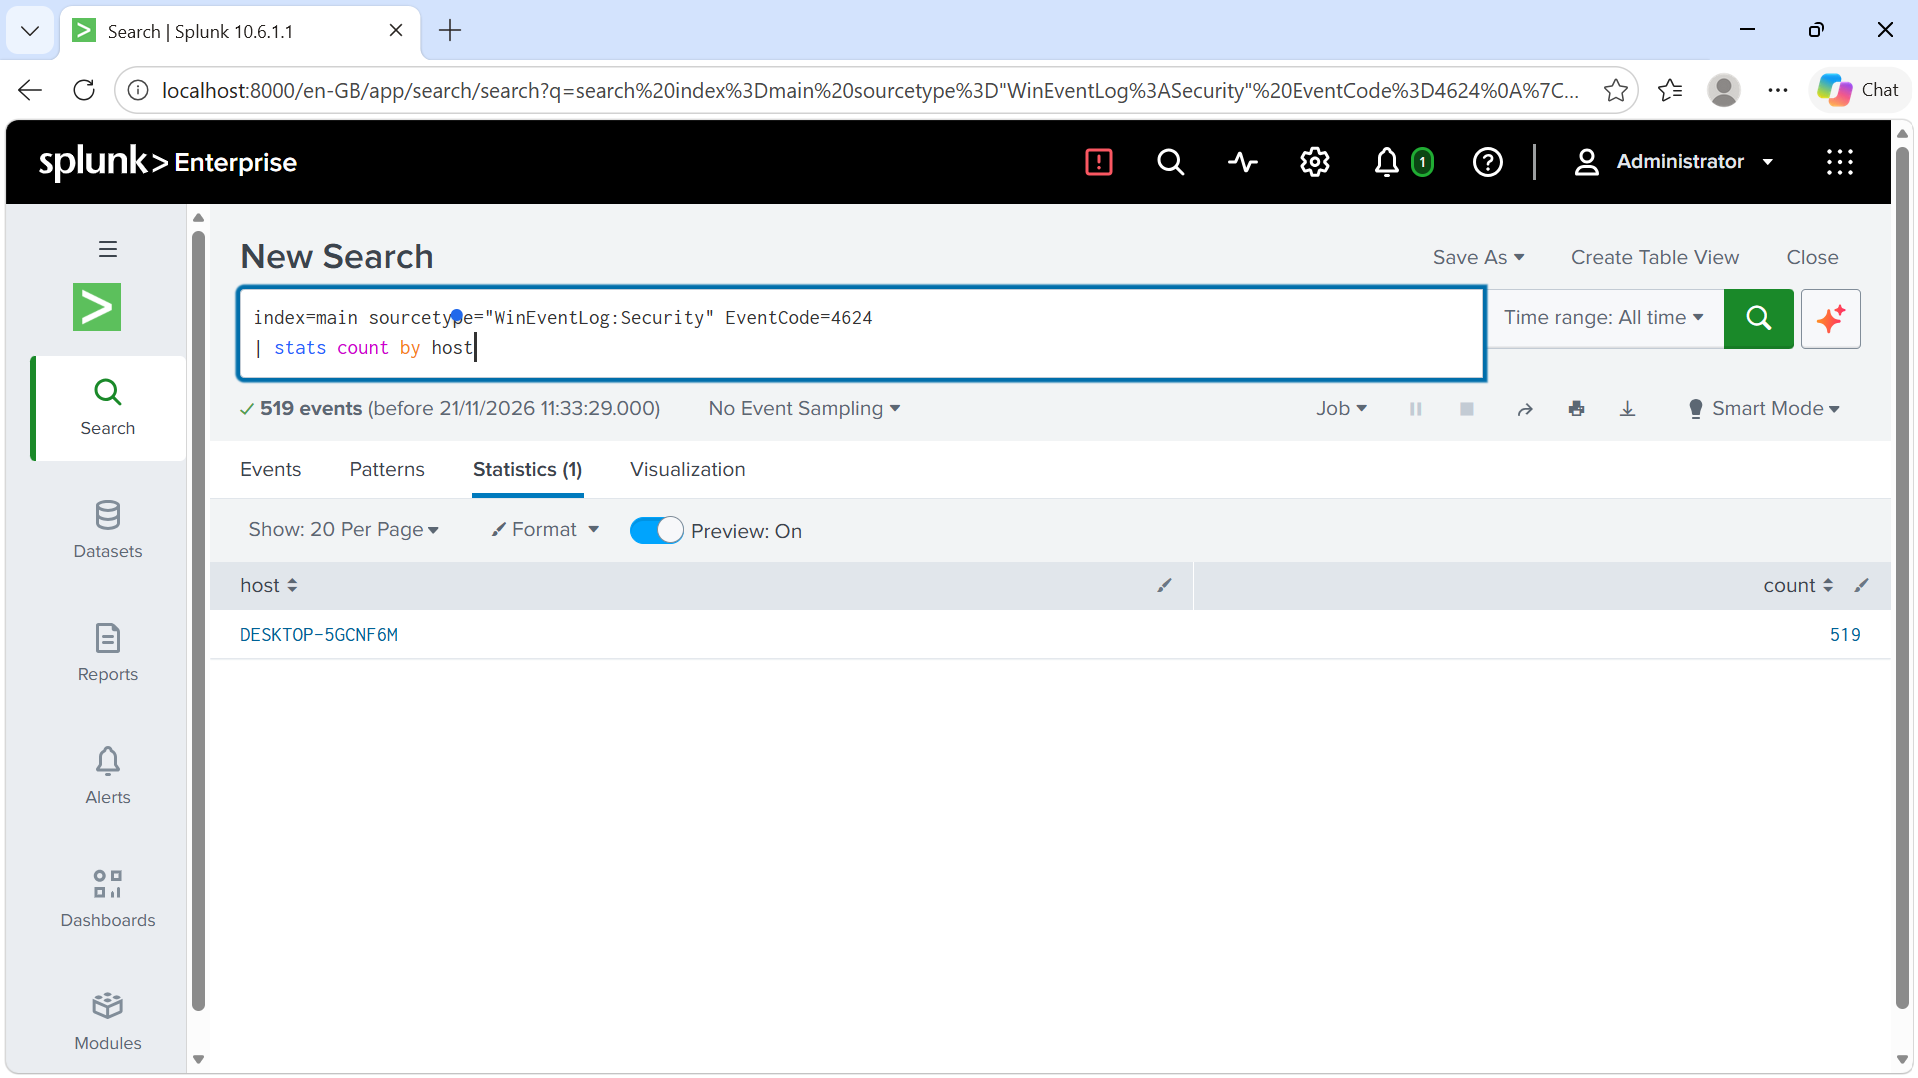 Search | Splunk 10.6.1.1
localhost:8000/en-GB/app/search/search?q=search%20index%3Dmain%20sourcetype%3D"WinEventLog%3ASecurity"%20EventCode%3D4624%0A%7C...
Chat
splunk>Enterprise
1
Administrator
New Search
Save As
Create Table View
Close
index=main sourcetype="WinEventLog:Security" EventCode=4624
| stats count by host
Time range: All time
519 events (before 21/11/2026 11:33:29.000)
No Event Sampling
Job
Smart Mode
Search
Events
Patterns
Statistics (1)
Visualization
Show: 20 Per Page
Format
Preview: On
Datasets
host
count
DESKTOP-5GCNF6M
519
Reports
Alerts
Dashboards
Modules